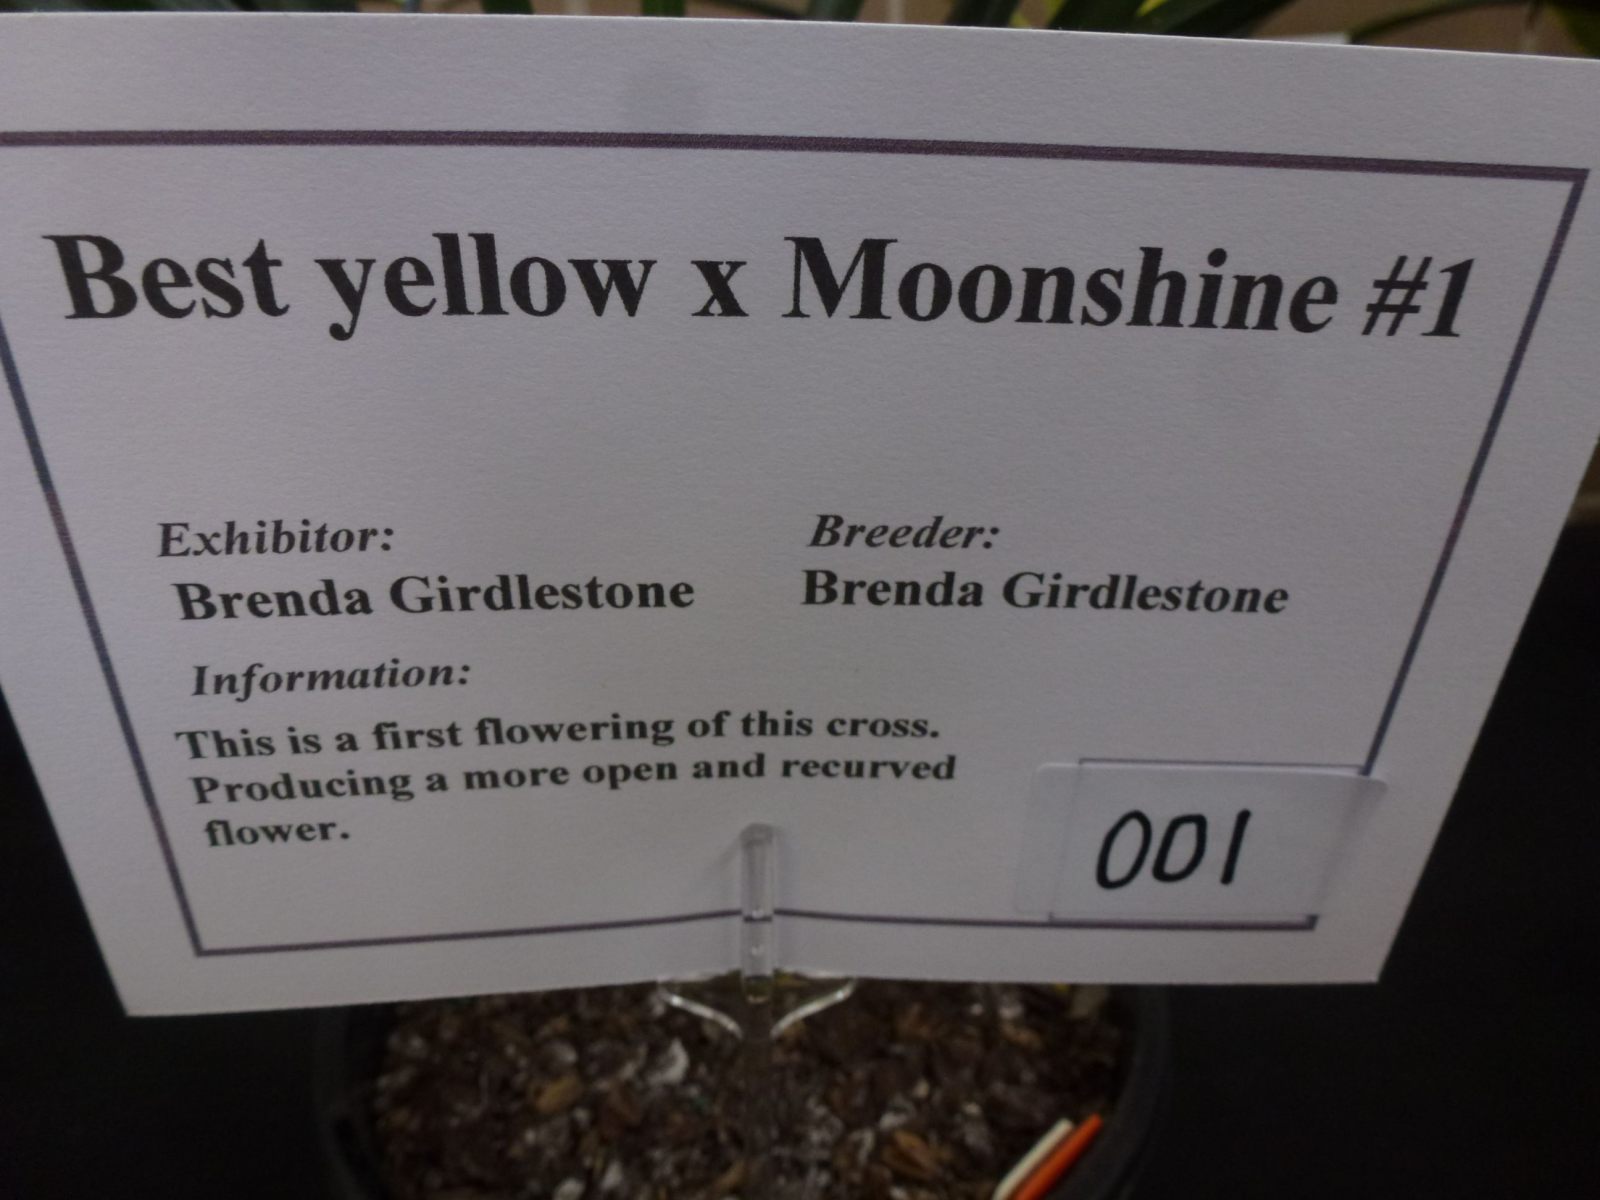 Best yellow x Moonshine #1
Exhibitor:
Brenda Girdlestone
Breeder:
Brenda Girdlestone
Information:
This is a first flowering of this cross.
Producing a more open and recurved
flower.
001